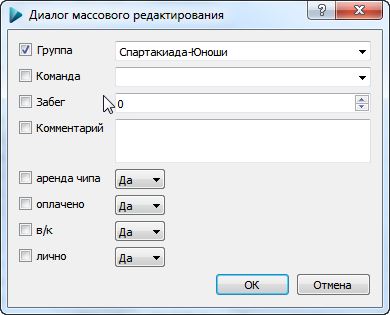 Диалог массового редактирования
Группа Спартакиада-Юноши
Команда
Забег 0
Комментарий
аренда чипа Да
оплачено Да
в/к Да
лично Да
OK Отмена